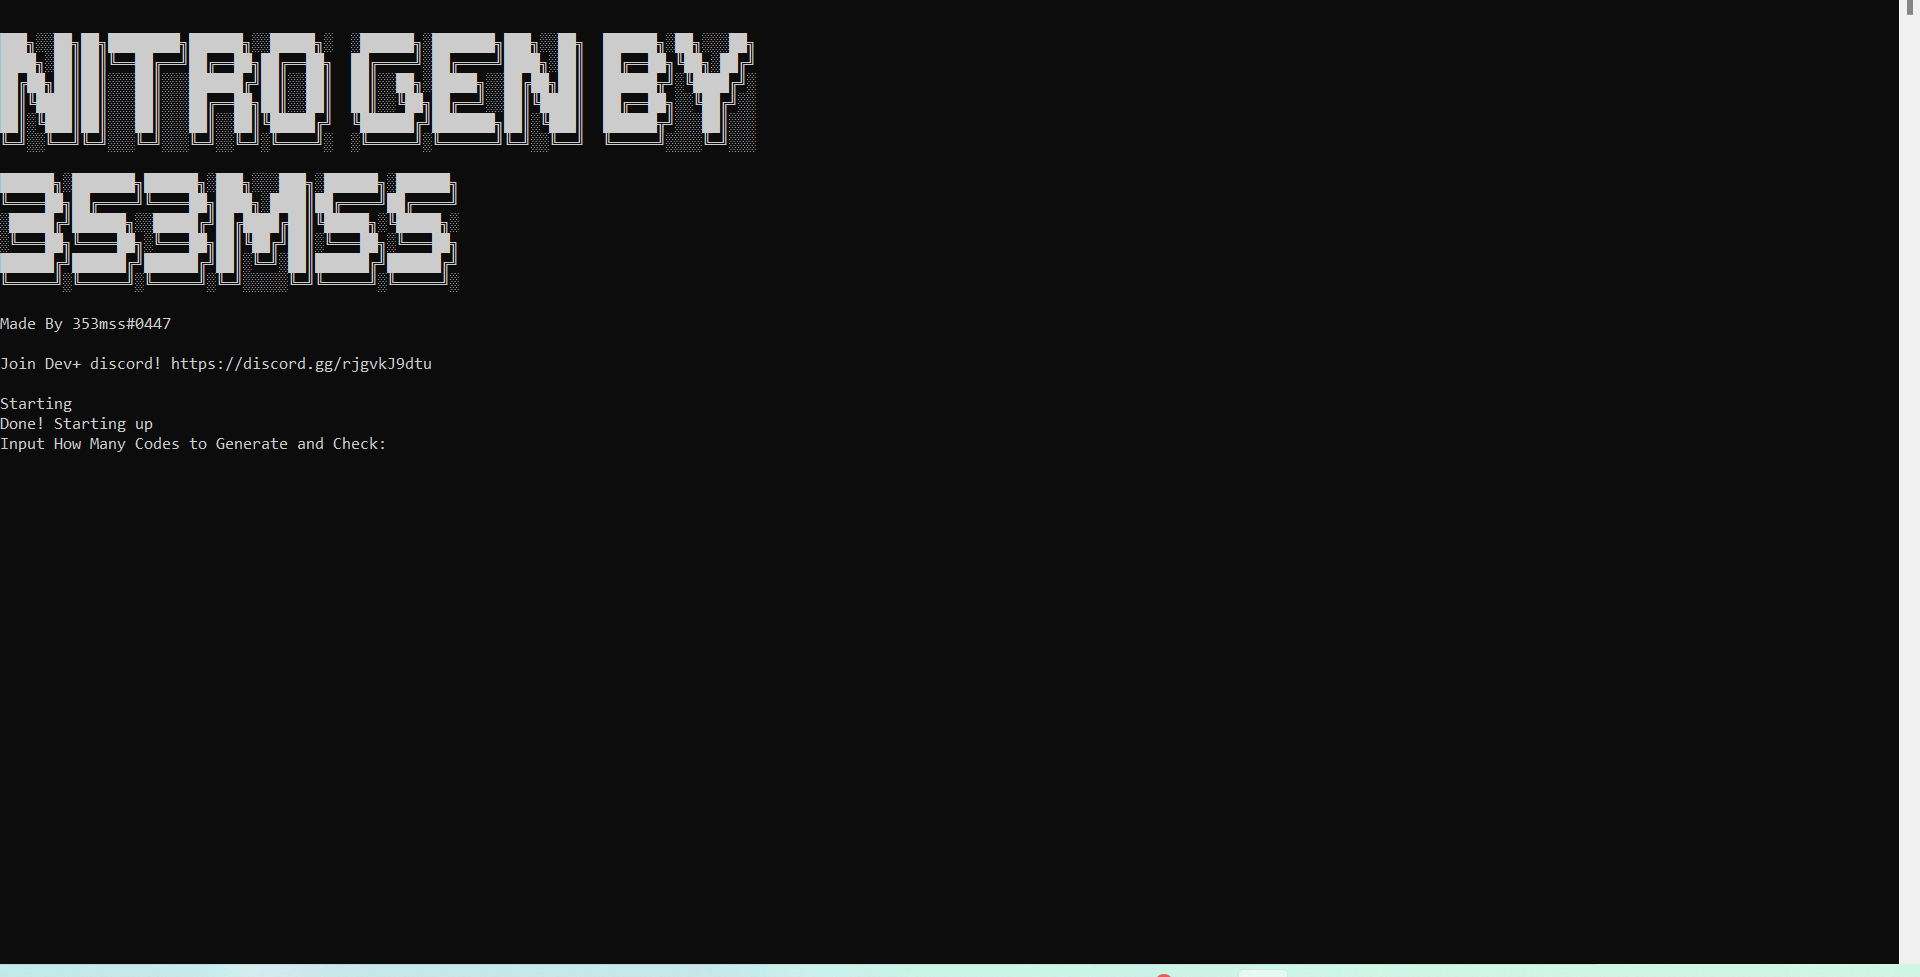 NITRO GEN BY
353MSS
Made By 353mss#0447
Join Dev+ discord! https://discord.gg/rjgvkJ9dtu
Starting
Done! Starting up
Input How Many Codes to Generate and Check: